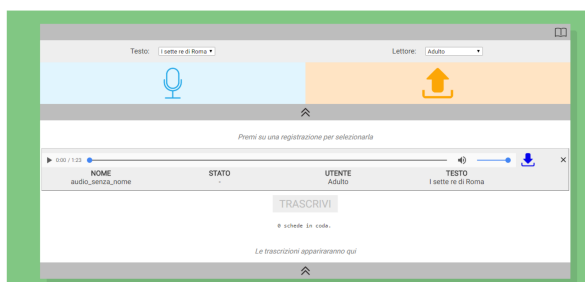 Testo: I sette re di Roma Lettore: Adulto
Premi su una registrazione per selezionarla
0:00 / 1:23
NOME STATO UTENTE TESTO
audio_senza_nome - Adulto I sette re di Roma
TRASCRIVI
0 schede in coda.
Le trascrizioni appariraranno qui